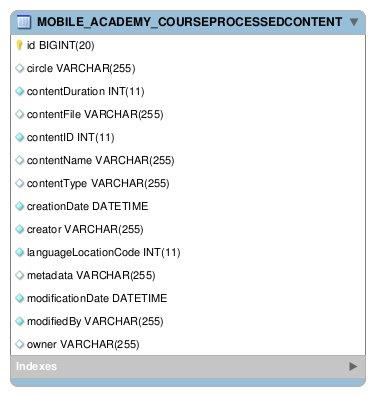 MOBILE_ACADEMY_COURSEPROCESSEDCONTENT
id BIGINT(20)
circle VARCHAR(255)
contentDuration INT(11)
contentFile VARCHAR(255)
contentID INT(11)
contentName VARCHAR(255)
contentType VARCHAR(255)
creationDate DATETIME
creator VARCHAR(255)
languageLocationCode INT(11)
metadata VARCHAR(255)
modificationDate DATETIME
modifiedBy VARCHAR(255)
owner VARCHAR(255)
Indexes